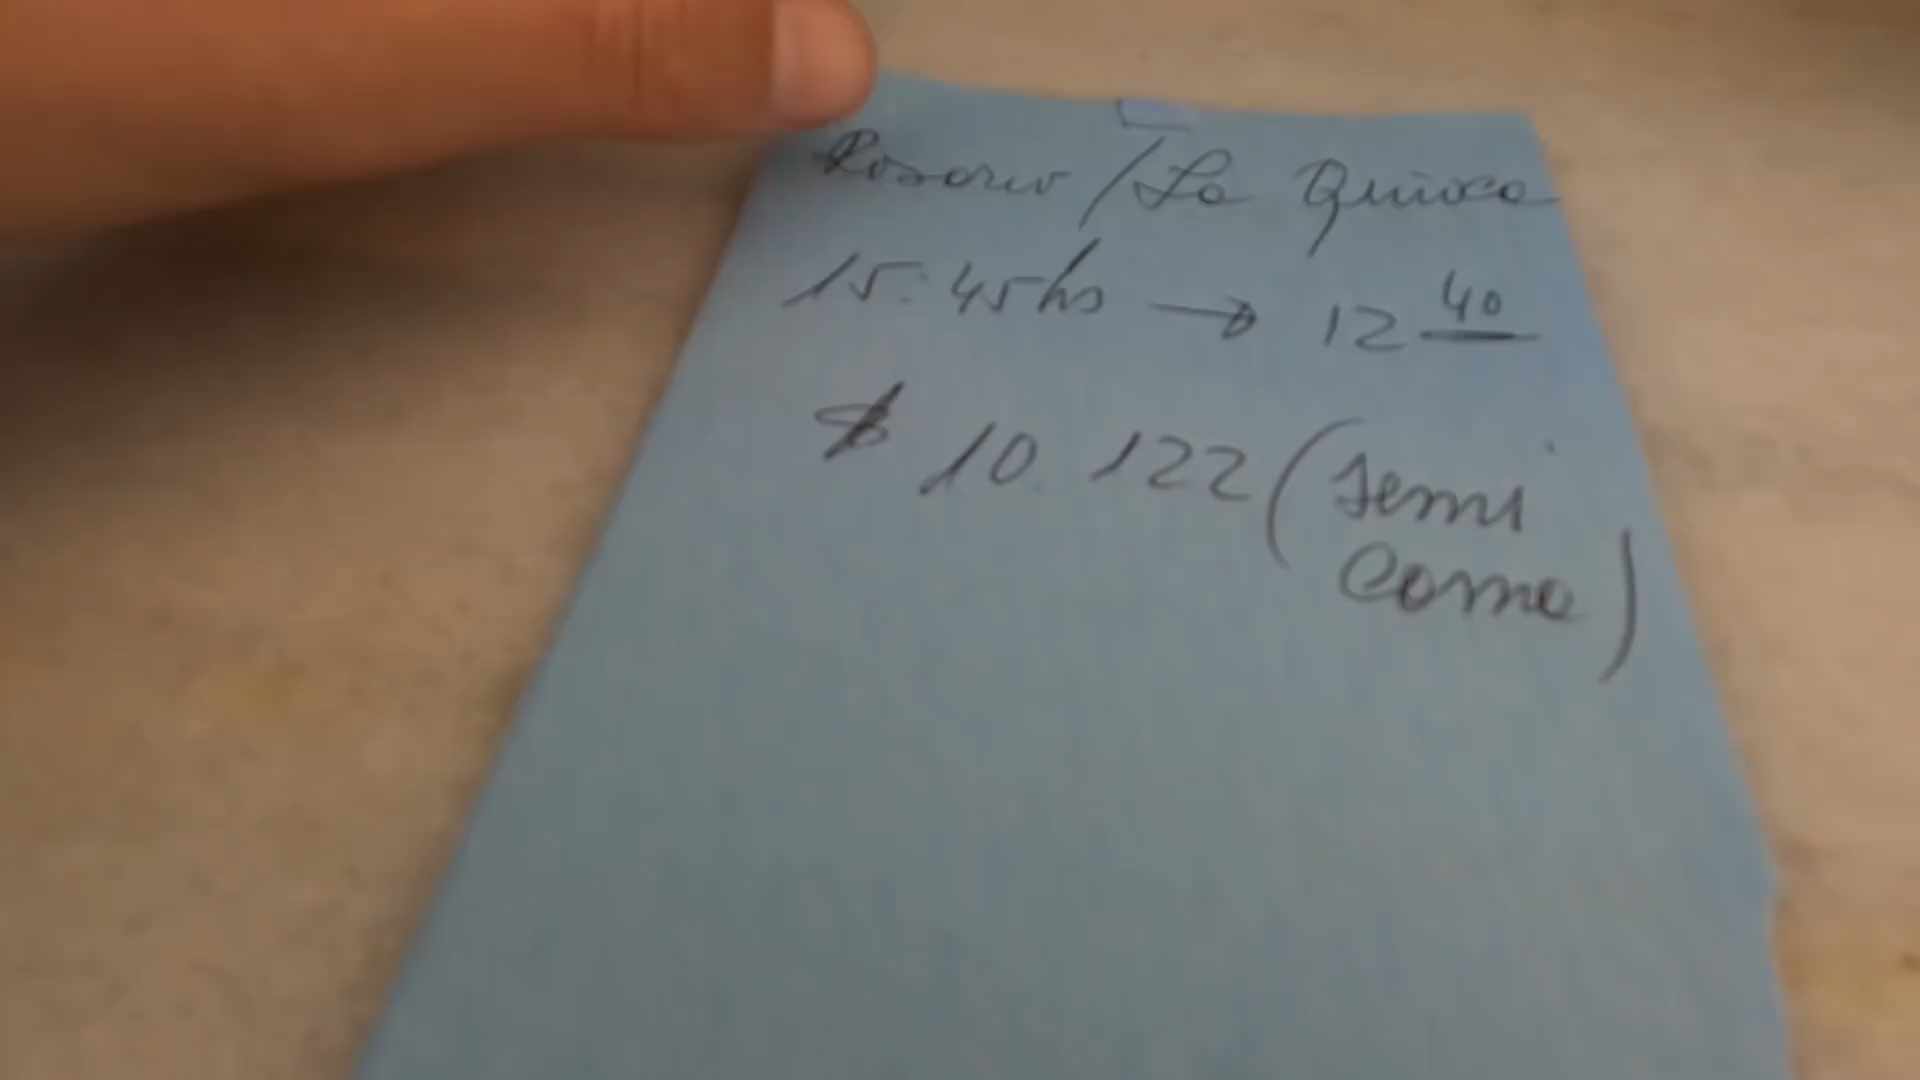 Rosario / La Quiaca
15:45hs → 12 40
$ 10.122 (semi
cama)